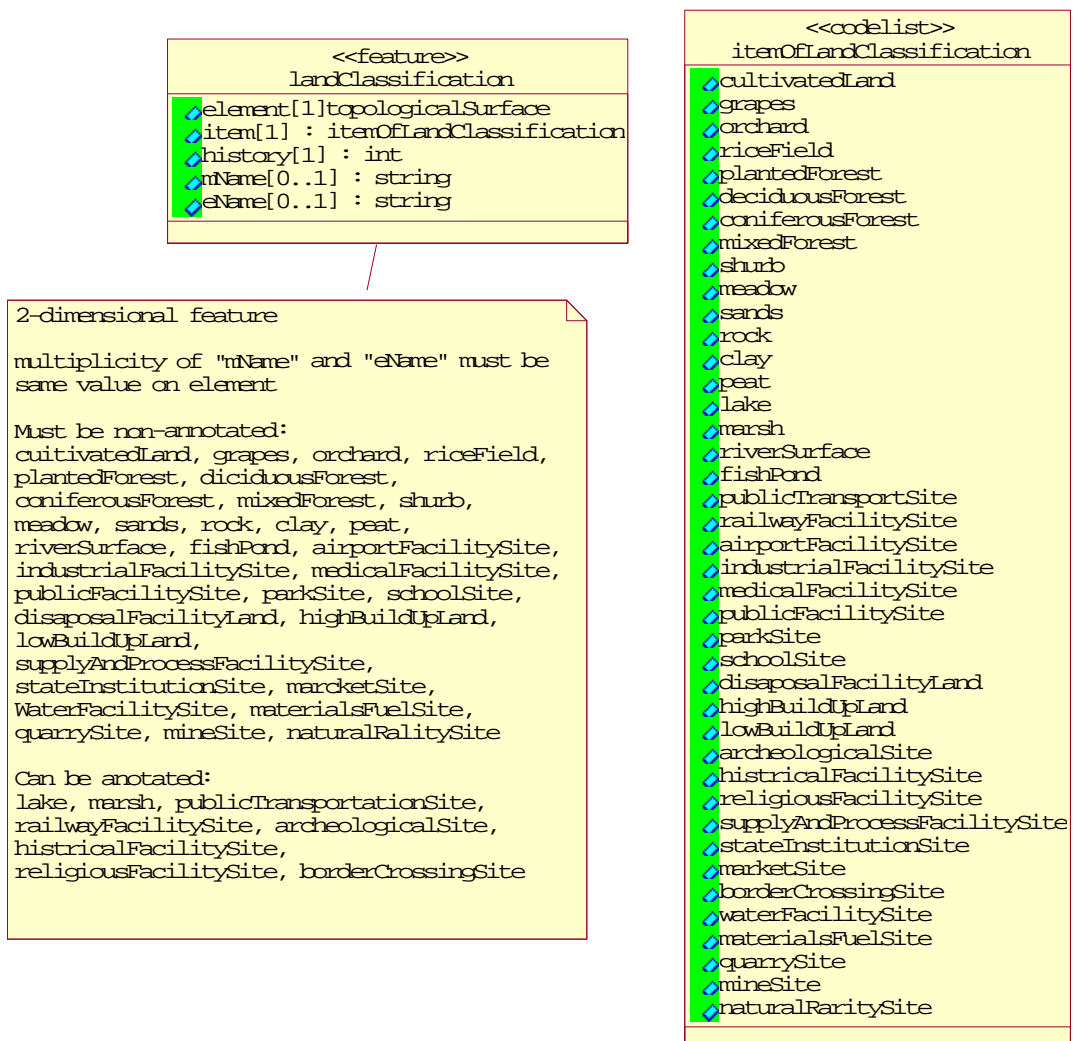 <<feature>>
landClassification
element[1]topologicalSurface
item[1] : itemOfLandClassification
history[1] : int
mName[0..1] : string
eName[0..1] : string
2-dimensional feature
multiplicity of "mName" and "eName" must be
same value on element
Must be non-annotated:
cuitivatedLand, grapes, orchard, riceField,
plantedForest, diciduousForest,
coniferousForest, mixedForest, shurb,
meadow, sands, rock, clay, peat,
riverSurface, fishPond, airportFacilitySite,
industrialFacilitySite, medicalFacilitySite,
publicFacilitySite, parkSite, schoolSite,
disaposalFacilityLand, highBuildUpLand,
lowBuildUpLand,
supplyAndProcessFacilitySite,
stateInstitutionSite, marcketSite,
WaterFacilitySite, materialsFuelSite,
quarrySite, mineSite, naturalRalitySite
Can be anotated:
lake, marsh, publicTransportationSite,
railwayFacilitySite, archeologicalSite,
histricalFacilitySite,
religiousFacilitySite, borderCrossingSite
<<codelist>>
itemOfLandClassification
cultivatedLand
grapes
orchard
riceField
plantedForest
deciduousForest
coniferousForest
mixedForest
shurb
meadow
sands
rock
clay
peat
lake
marsh
riverSurface
fishPond
publicTransportSite
railwayFacilitySite
airportFacilitySite
industrialFacilitySite
medicalFacilitySite
publicFacilitySite
parkSite
schoolSite
disaposalFacilityLand
highBuildUpLand
lowBuildUpLand
archeologicalSite
histricalFacilitySite
religiousFacilitySite
supplyAndProcessFacilitySite
stateInstitutionSite
marketSite
borderCrossingSite
waterFacilitySite
materialsFuelSite
quarrySite
mineSite
naturalRaritySite